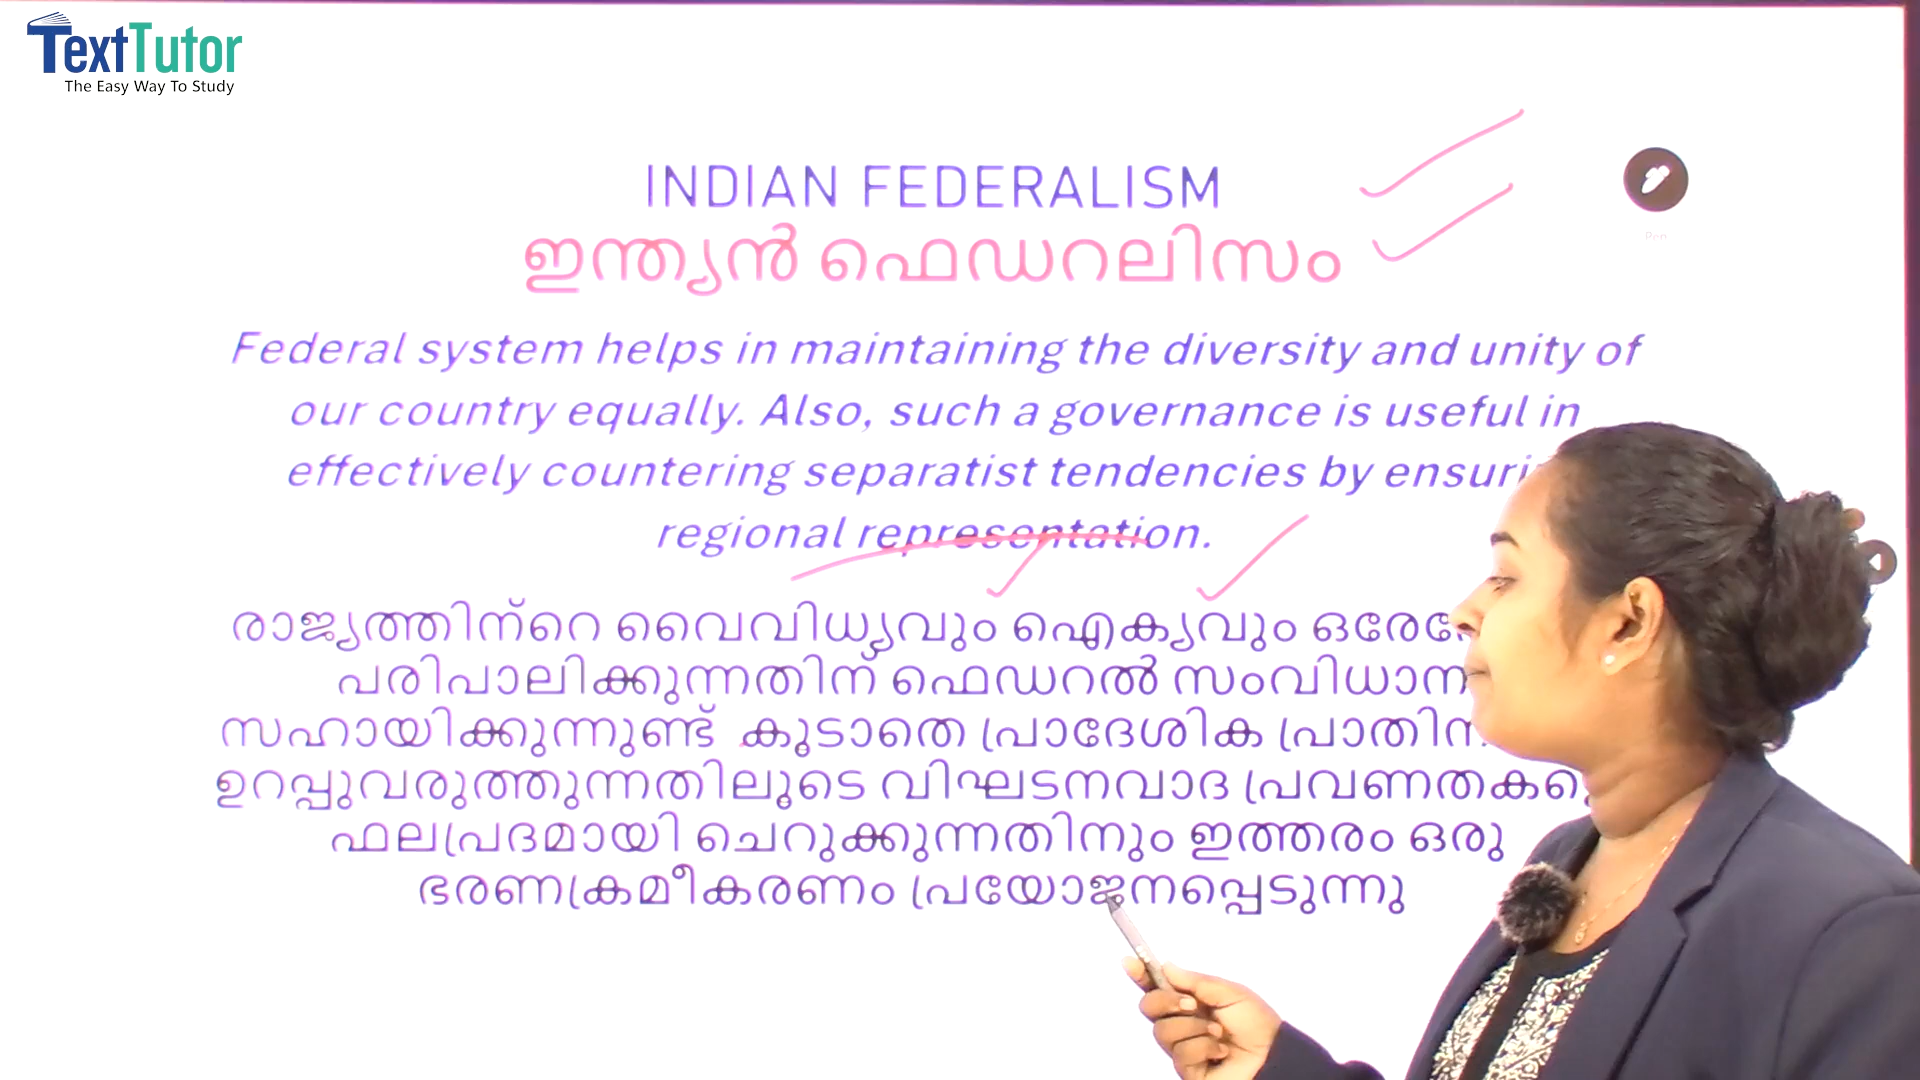 TextTutor
The Easy Way To Study
INDIAN FEDERALISM
ഇന്ത്യൻ ഫെഡറലിസം
Federal system helps in maintaining the diversity and unity of
our country equally. Also, such a governance is useful in
effectively countering separatist tendencies by
regional representation.
രാജ്യത്തിന്റെ വൈവിധ്യവും ഐക്യവും
പരിപാലിക്കുന്നതിന് ഫെഡറൽ
സഹായിക്കുന്നുണ്ട് കൂടാതെ പ്രാദേശിക
ഉറപ്പുവരുത്തുന്നതിലൂടെ വിഘടനവാദ
ഫലപ്രദമായി ചെറുക്കുന്നതിനും ഇത്തരം ഒരു
ഭരണക്രമീകരണം പ്രയോജനപ്പെടുന്നു